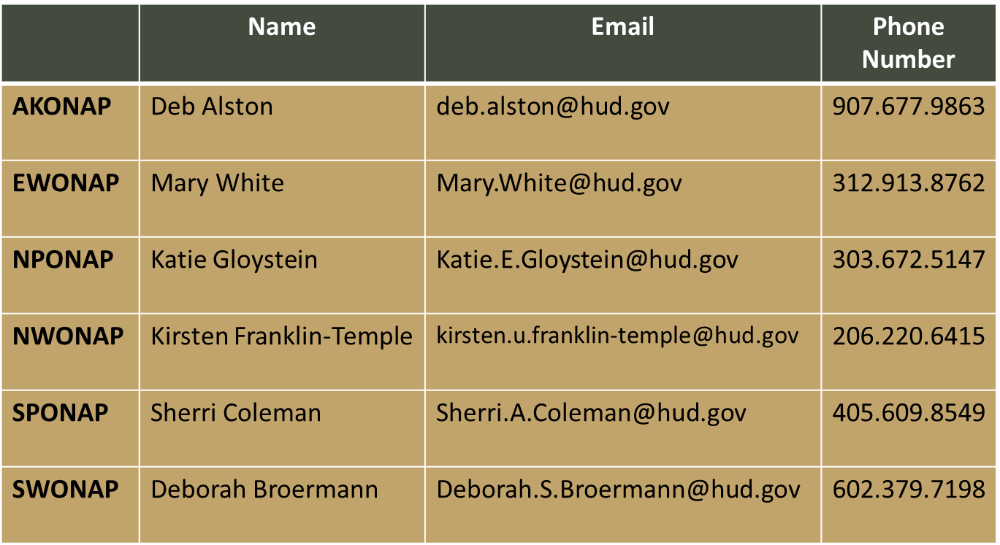 Name Email Phone
Number
AKONAP Deb Alston deb.alston@hud.gov 907.677.9863
EWONAP Mary White Mary.White@hud.gov 312.913.8762
NPONAP Katie Gloystein Katie.E.Gloystein@hud.gov 303.672.5147
NWONAP Kirsten Franklin-Temple kirsten.u.franklin-temple@hud.gov 206.220.6415
SPONAP Sherri Coleman Sherri.A.Coleman@hud.gov 405.609.8549
SWONAP Deborah Broermann Deborah.S.Broermann@hud.gov 602.379.7198